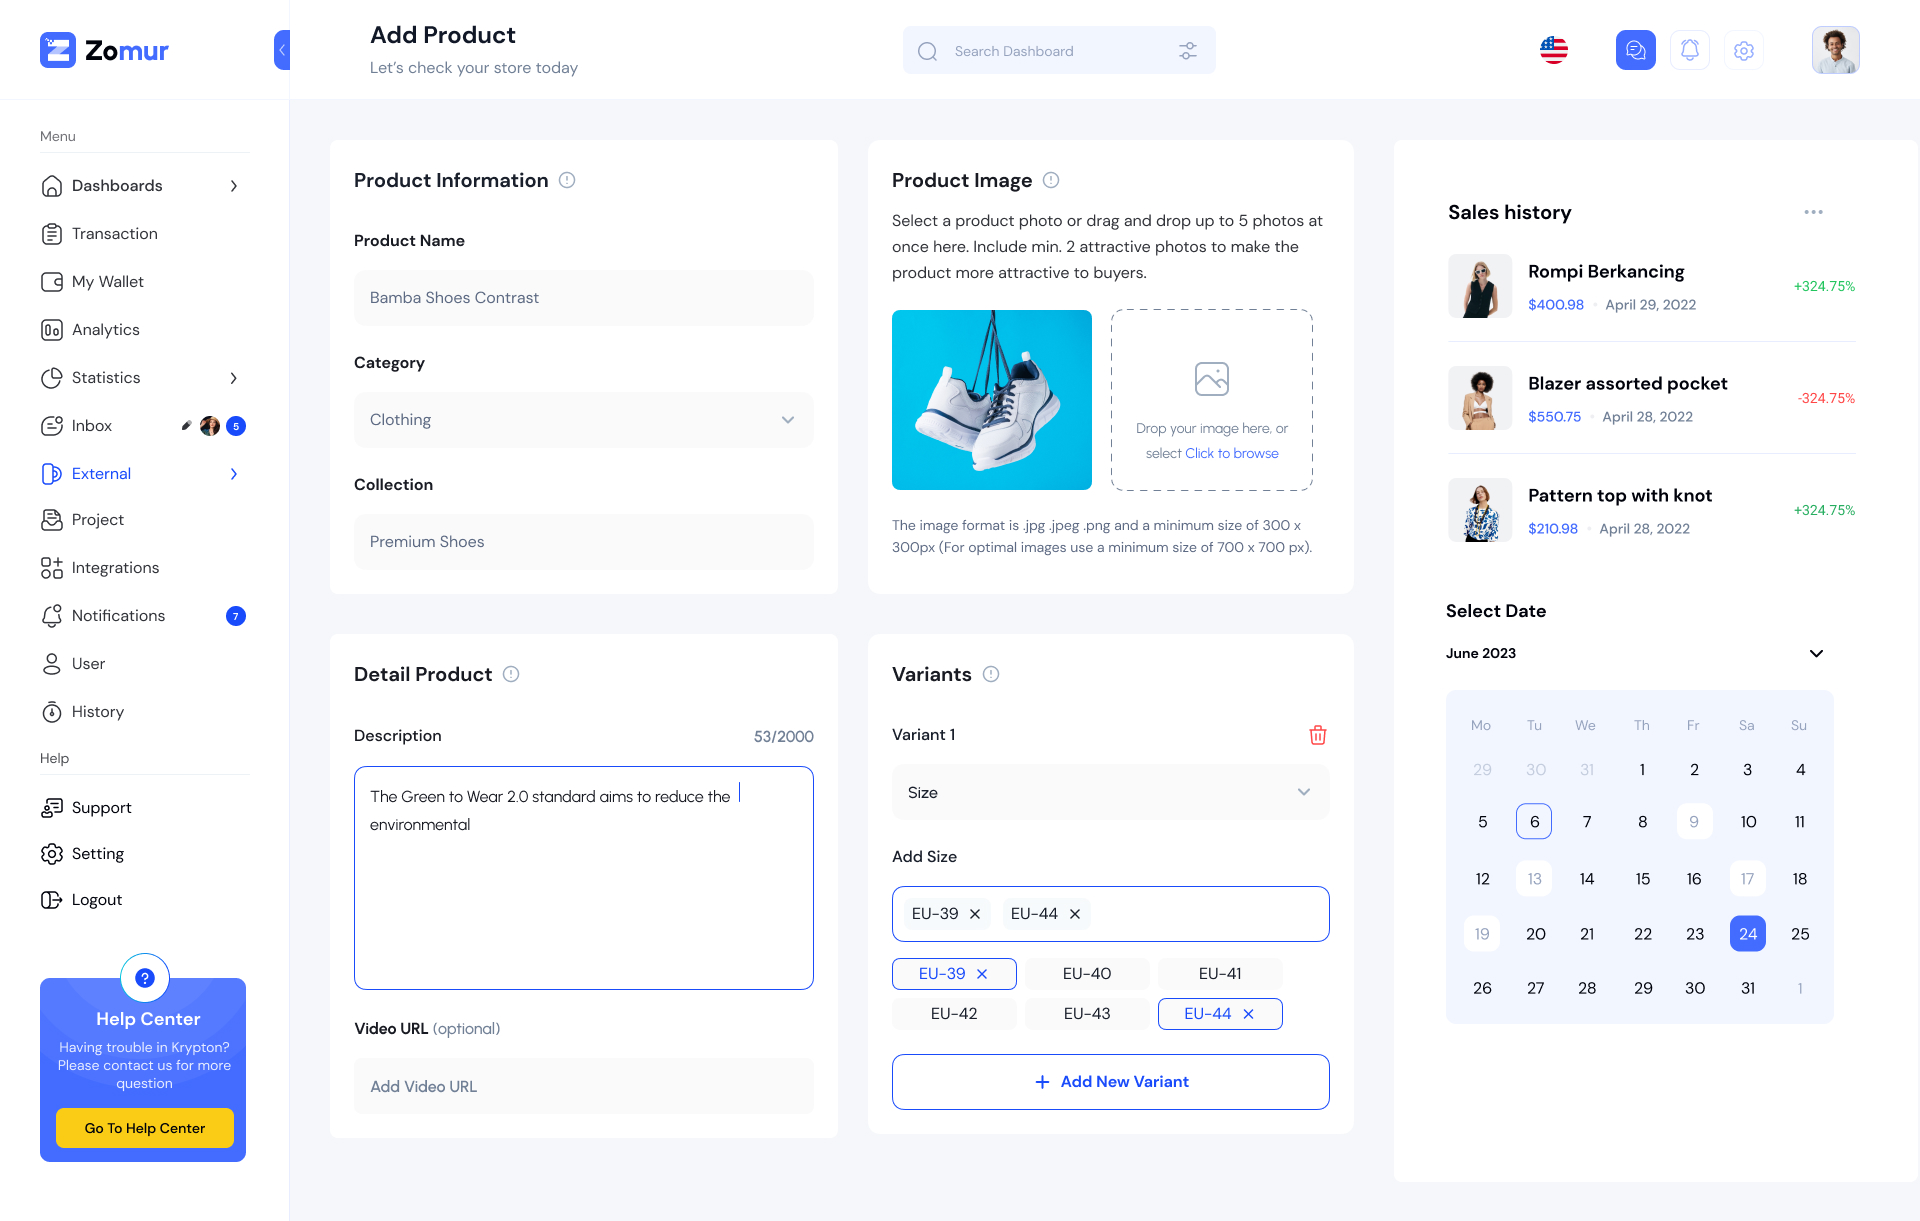 Zomur
Add Product
Let's check your store today
Search Dashboard
Menu
Dashboards
Transaction
My Wallet
Analytics
Statistics
Inbox
5
External
Project
Integrations
Notifications
7
User
History
Help
Support
Setting
Logout
?
Help Center
Having trouble in Krypton?
Please contact us for more
question
Go To Help Center
Product Information
Product Name
Bamba Shoes Contrast
Category
Clothing
Collection
Premium Shoes
Product Image
Select a product photo or drag and drop up to 5 photos at
once here. Include min. 2 attractive photos to make the
product more attractive to buyers.
Drop your image here, or
select Click to browse
The image format is .jpg .jpeg .png and a minimum size of 300 x
300px (For optimal images use a minimum size of 700 x 700 px).
Detail Product
Description 53/2000
The Green to Wear 2.0 standard aims to reduce the
environmental
Video URL (optional)
Add Video URL
Variants
Variant 1
Size
Add Size
EU-39 EU-44
EU-39 EU-40 EU-41
EU-42 EU-43 EU-44
Add New Variant
Sales history
Rompi Berkancing
$400.98 April 29, 2022
+324.75%
Blazer assorted pocket
$550.75 April 28, 2022
-324.75%
Pattern top with knot
$210.98 April 28, 2022
+324.75%
Select Date
June 2023
Mo Tu We Th Fr Sa Su
29 30 31 1 2 3 4
5 6 7 8 9 10 11
12 13 14 15 16 17 18
19 20 21 22 23 24 25
26 27 28 29 30 31 1